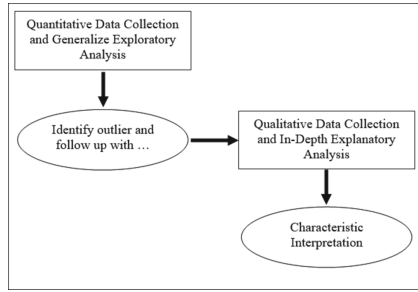 Quantitative Data Collection
and Generalize Exploratory
Analysis
Identify outlier and
follow up with ...
Qualitative Data Collection
and In-Depth Explanatory
Analysis
Characteristic
Interpretation